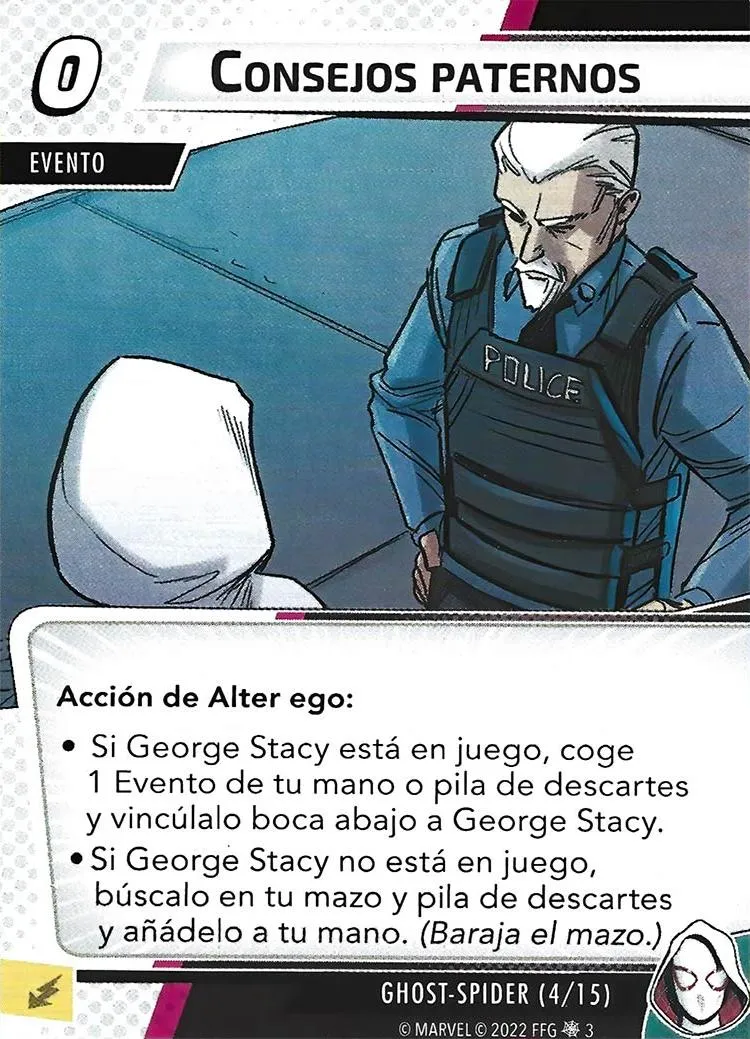 0
CONSEJOS PATERNOS
EVENTO
POLICE
Acción de Alter ego:
• Si George Stacy está en juego, coge
1 Evento de tu mano o pila de descartes
y vincúlalo boca abajo a George Stacy.
• Si George Stacy no está en juego,
búscalo en tu mazo y pila de descartes
y añádelo a tu mano. (Baraja el mazo.)
GHOST-SPIDER (4/15)
© MARVEL © 2022 FFG 3